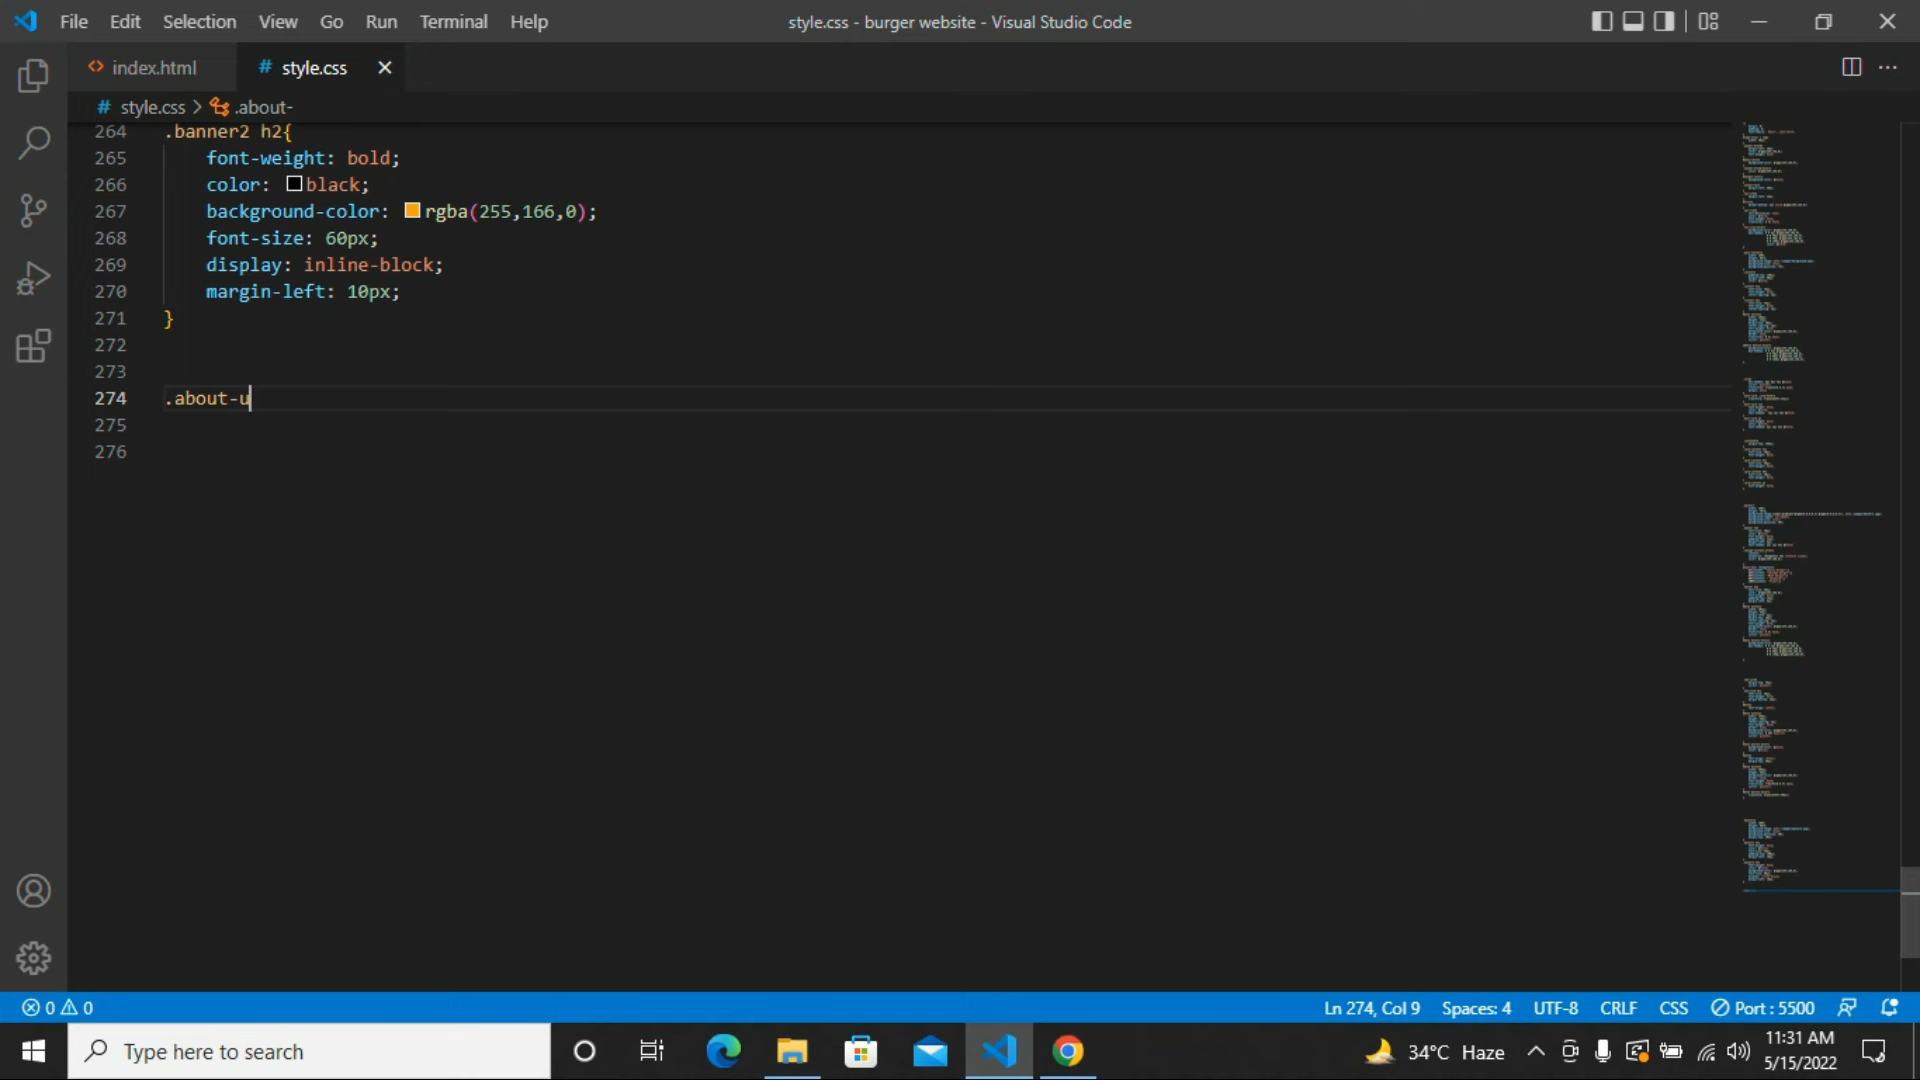 File Edit Selection View Go Run Terminal Help
style.css - burger website - Visual Studio Code
index.html
# style.css
# style.css > .about-
264 .banner2 h2{
265 font-weight: bold;
266 color: black;
267 background-color: rgba(255,166,0);
268 font-size: 60px;
269 display: inline-block;
270 margin-left: 10px;
271 }
272
273
274 .about-u
275
276
0 0
Ln 274, Col 9 Spaces: 4 UTF-8 CRLF CSS Port : 5500
Type here to search
34°C Haze
11:31 AM
5/15/2022